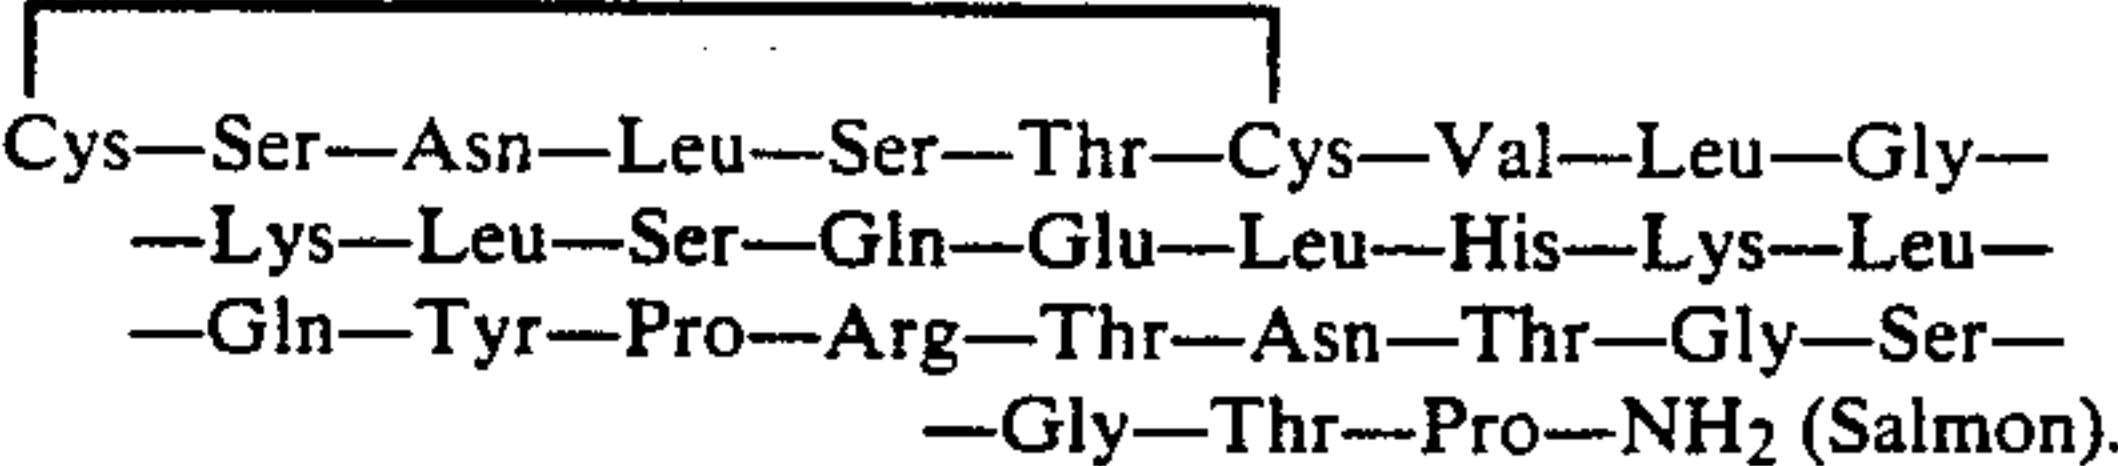 Cys—Ser—Asn—Leu—Ser—Thr—Cys—Val—Leu—Gly—
—Lys—Leu—Ser—Gln—Glu—Leu—His—Lys—Leu—
—Gln—Tyr—Pro—Arg—Thr—Asn—Thr—Gly—Ser—
—Gly—Thr—Pro—NH₂ (Salmon).